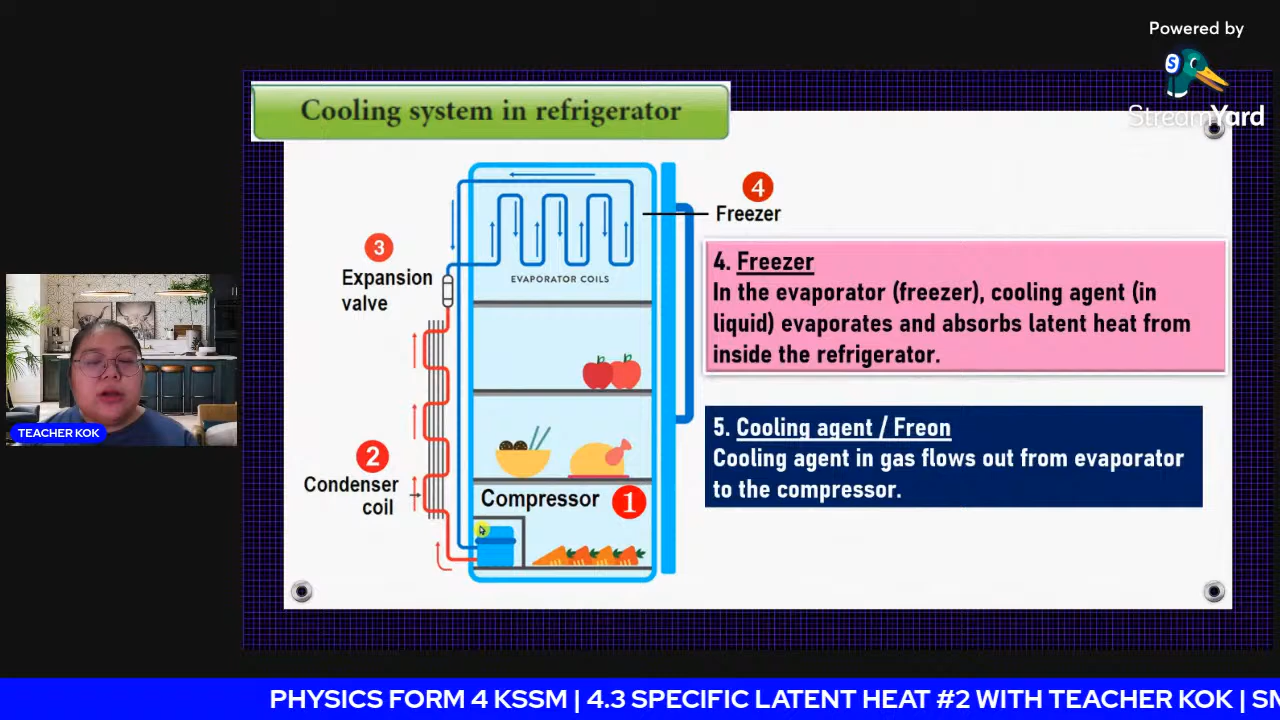 Powered by
StreamYard
Cooling system in refrigerator
4
Freezer
3
Expansion
valve
EVAPORATOR COILS
4. Freezer
In the evaporator (freezer), cooling agent (in
liquid) evaporates and absorbs latent heat from
inside the refrigerator.
2
Condenser
coil
Compressor 1
5. Cooling agent / Freon
Cooling agent in gas flows out from evaporator
to the compressor.
TEACHER KOK
PHYSICS FORM 4 KSSM | 4.3 SPECIFIC LATENT HEAT #2 WITH TEACHER KOK |